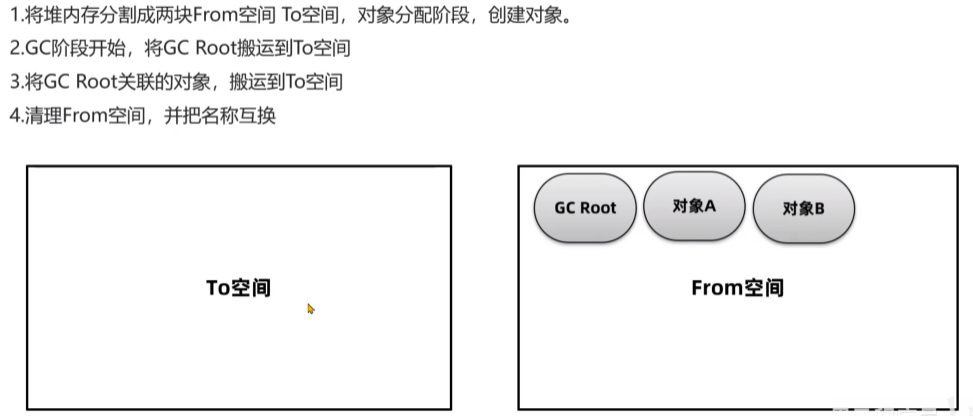 1.将堆内存分割成两块From空间 To空间，对象分配阶段，创建对象。
2.GC阶段开始，将GC Root搬运到To空间
3.将GC Root关联的对象，搬运到To空间
4.清理From空间，并把名称互换
GC Root
对象A
对象B
To空间
From空间